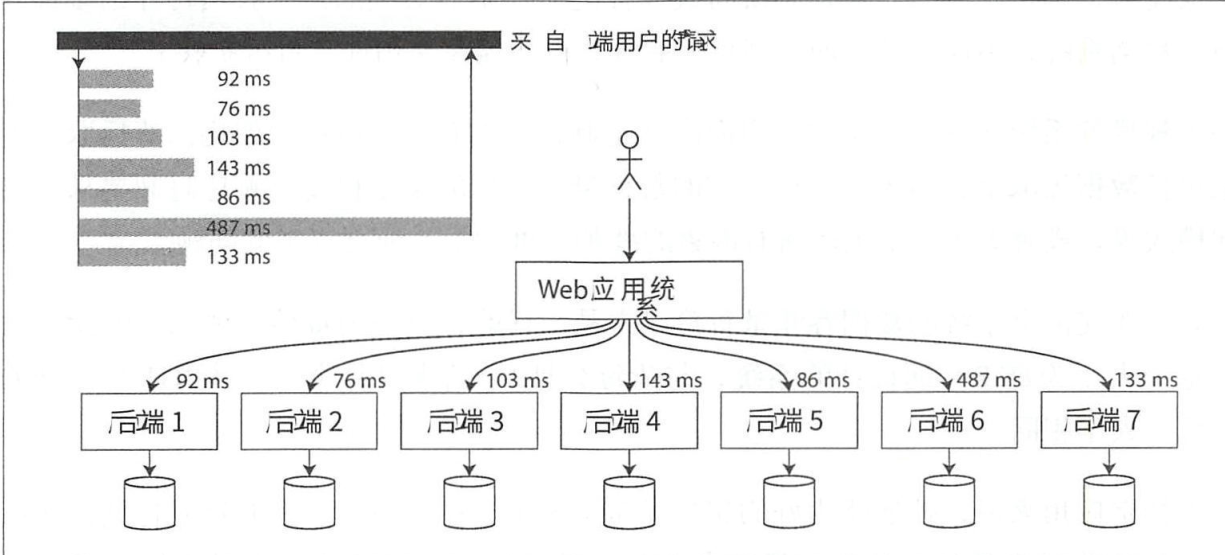 来自终端用户的请求
92 ms
76 ms
103 ms
143 ms
86 ms
487 ms
133 ms
Web应用系统
92 ms
76 ms
103 ms
143 ms
86 ms
487 ms
133 ms
后端 1
后端 2
后端 3
后端 4
后端 5
后端 6
后端 7